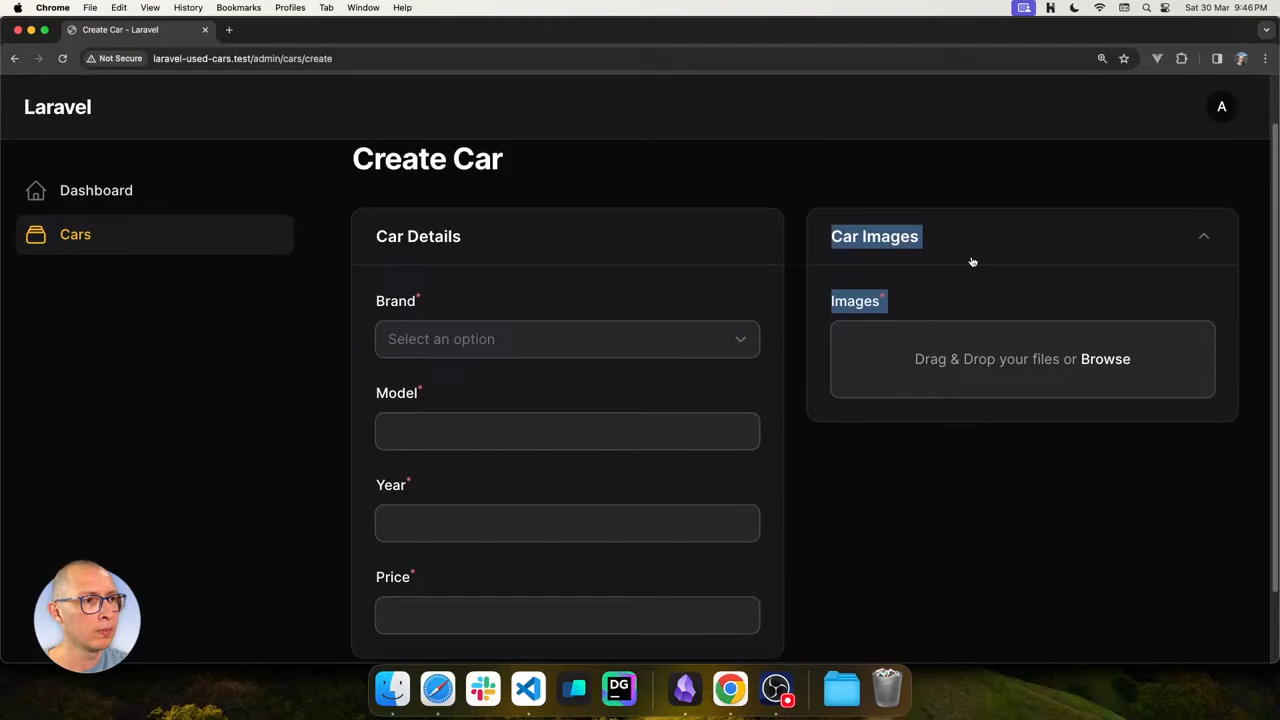 Chrome File Edit View History Bookmarks Profiles Tab Window Help Sat 30 Mar 9:46 PM
Create Car - Laravel
Not Secure laravel-used-cars.test/admin/cars/create
Laravel A
Create Car
Dashboard
Cars
Car Details
Brand*
Select an option
Model*
Year*
Price*
Car Images
Images*
Drag & Drop your files or Browse
DG